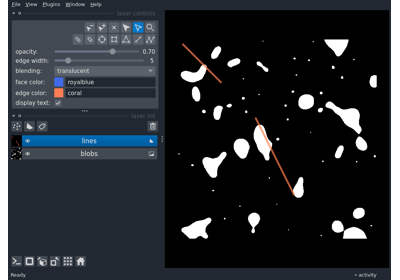 File View Plugins Window Help
layer controls
opacity: 0.70
edge width: 5
blending: translucent
face color: royalblue
edge color: coral
display text:
layer list
lines
blobs
Ready
activity